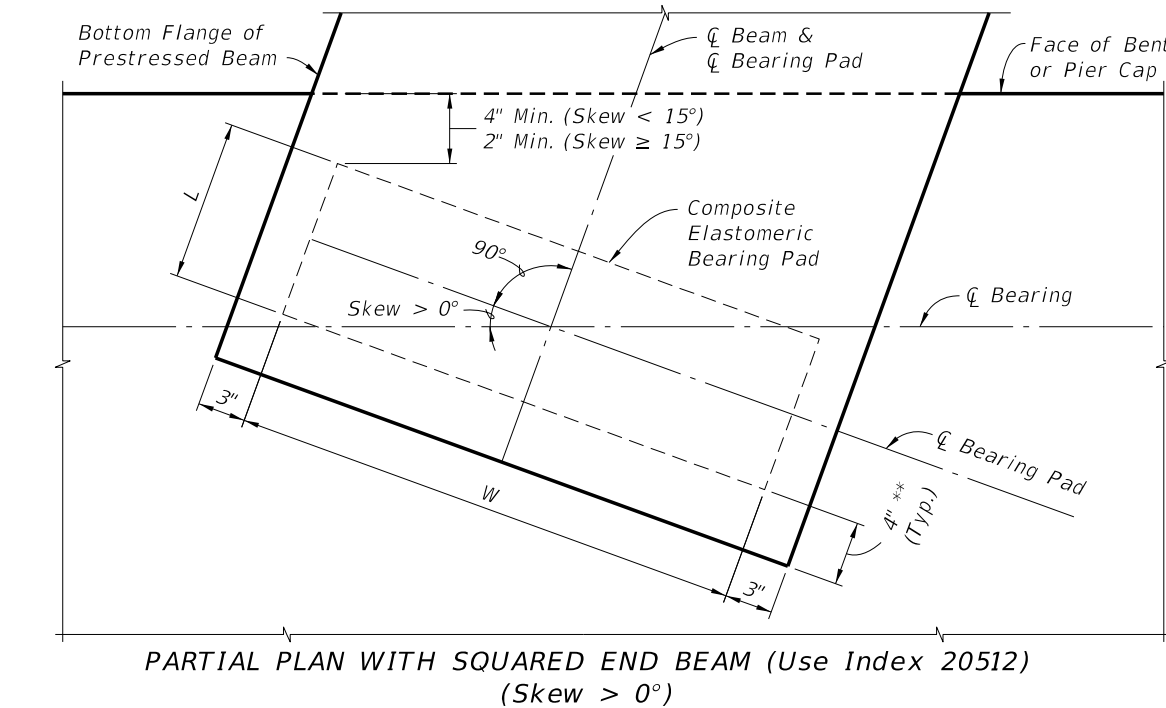 Bottom Flange of
Prestressed Beam
℄ Beam &
℄ Bearing Pad
Face of Bent
or Pier Cap
4" Min. (Skew < 15°)
2" Min. (Skew ≥ 15°)
L
Composite
Elastomeric
Bearing Pad
90°
Skew > 0°
℄ Bearing
3"
W
℄ Bearing Pad
4" **
(Typ.)
3"
PARTIAL PLAN WITH SQUARED END BEAM (Use Index 20512)
(Skew > 0°)